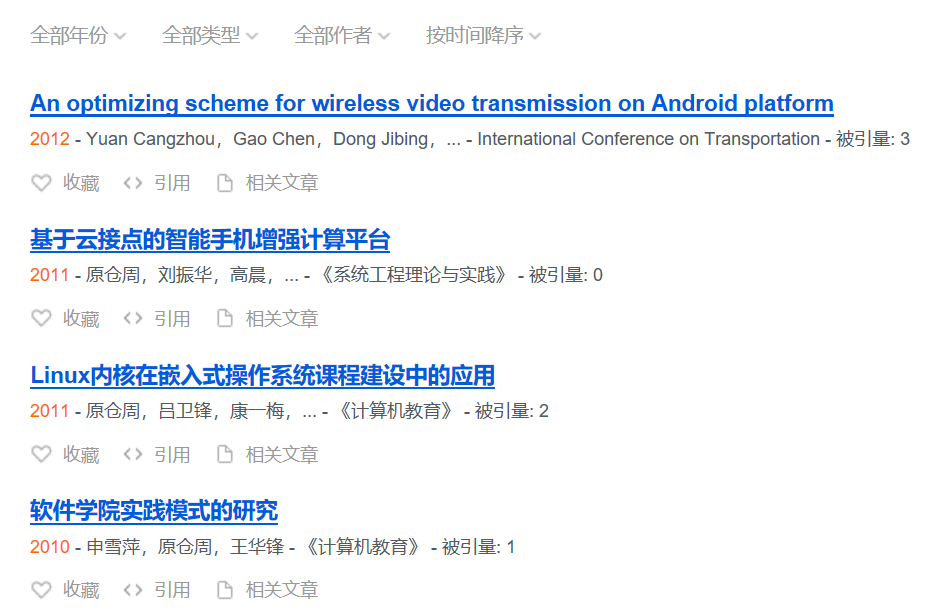 全部年份 全部类型 全部作者 按时间降序
An optimizing scheme for wireless video transmission on Android platform
2012 - Yuan Cangzhou，Gao Chen，Dong Jibing，... - International Conference on Transportation - 被引量: 3
收藏 <> 引用 相关文章
基于云接点的智能手机增强计算平台
2011 - 原仓周，刘振华，高晨，... - 《系统工程理论与实践》 - 被引量: 0
收藏 <> 引用 相关文章
Linux内核在嵌入式操作系统课程建设中的应用
2011 - 原仓周，吕卫锋，康一梅，... - 《计算机教育》 - 被引量: 2
收藏 <> 引用 相关文章
软件学院实践模式的研究
2010 - 申雪萍，原仓周，王华锋 - 《计算机教育》 - 被引量: 1
收藏 <> 引用 相关文章